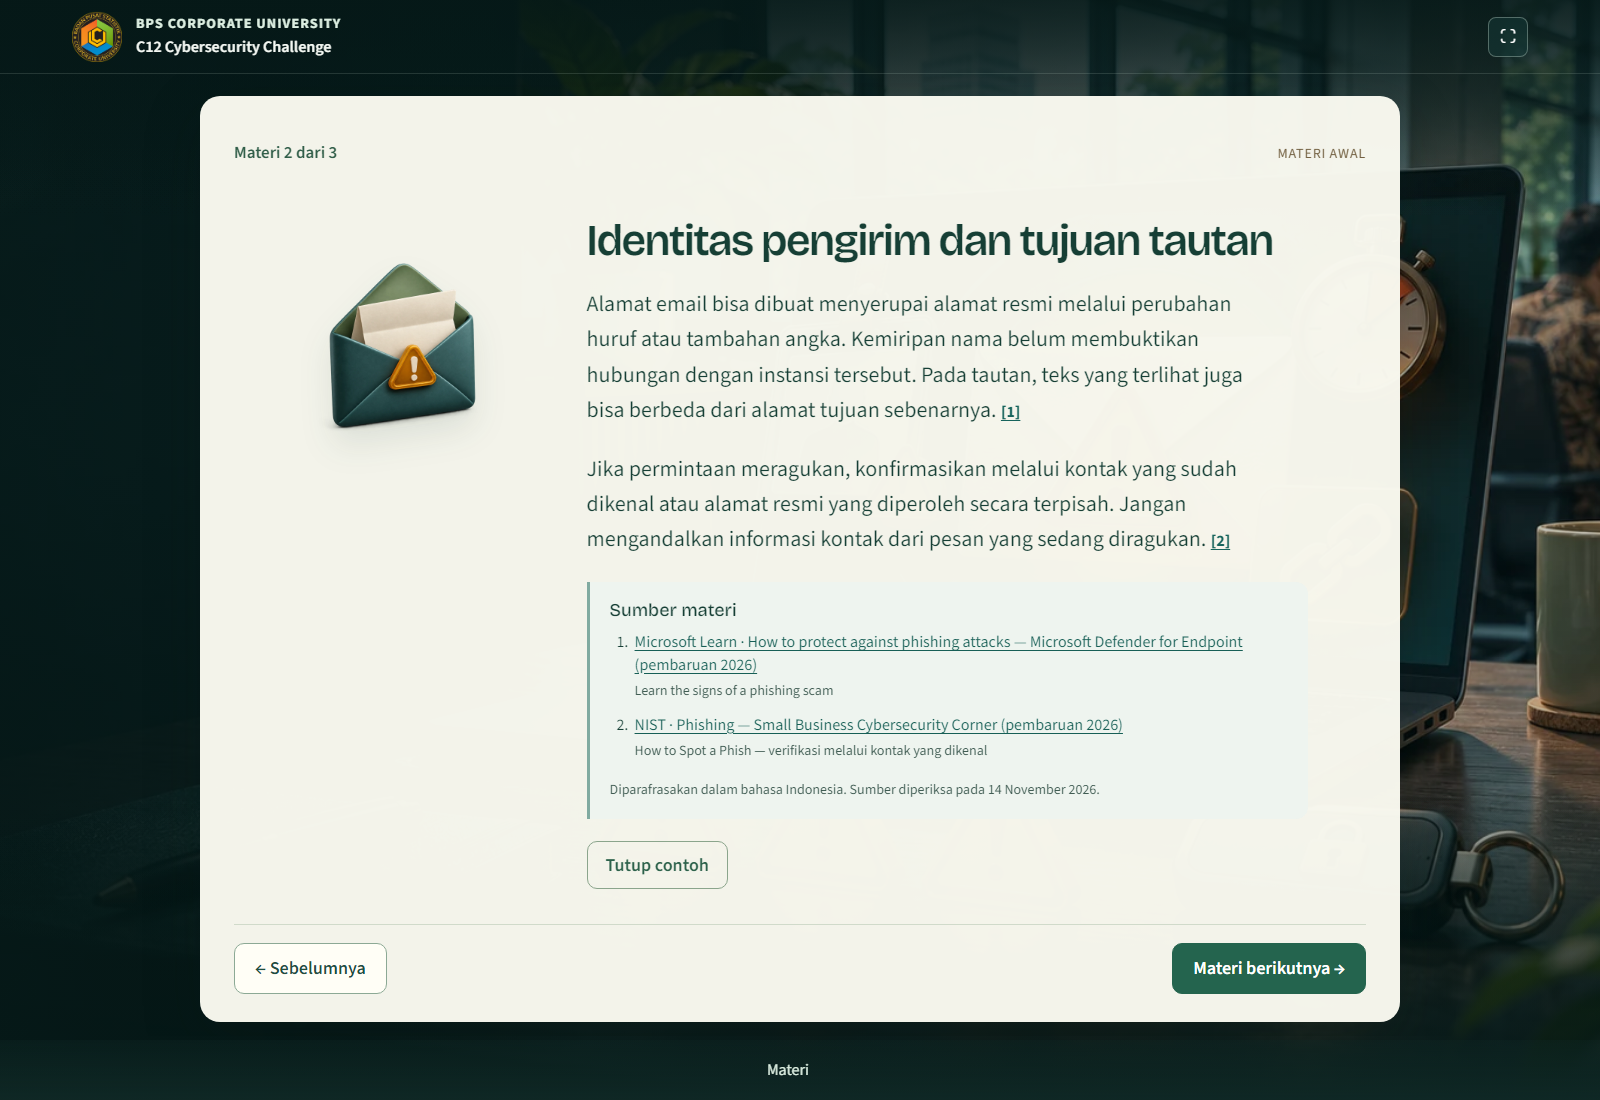 BPS CORPORATE UNIVERSITY
C12 Cybersecurity Challenge
Materi 2 dari 3
MATERI AWAL
Identitas pengirim dan tujuan tautan
Alamat email bisa dibuat menyerupai alamat resmi melalui perubahan
huruf atau tambahan angka. Kemiripan nama belum membuktikan
hubungan dengan instansi tersebut. Pada tautan, teks yang terlihat juga
bisa berbeda dari alamat tujuan sebenarnya. [1]
Jika permintaan meragukan, konfirmasikan melalui kontak yang sudah
dikenal atau alamat resmi yang diperoleh secara terpisah. Jangan
mengandalkan informasi kontak dari pesan yang sedang diragukan. [2]
Sumber materi
1. Microsoft Learn · How to protect against phishing attacks — Microsoft Defender for Endpoint
(pembaruan 2026)
Learn the signs of a phishing scam
2. NIST · Phishing — Small Business Cybersecurity Corner (pembaruan 2026)
How to Spot a Phish — verifikasi melalui kontak yang dikenal
Diparafrasakan dalam bahasa Indonesia. Sumber diperiksa pada 14 November 2026.
Tutup contoh
← Sebelumnya
Materi berikutnya →
Materi